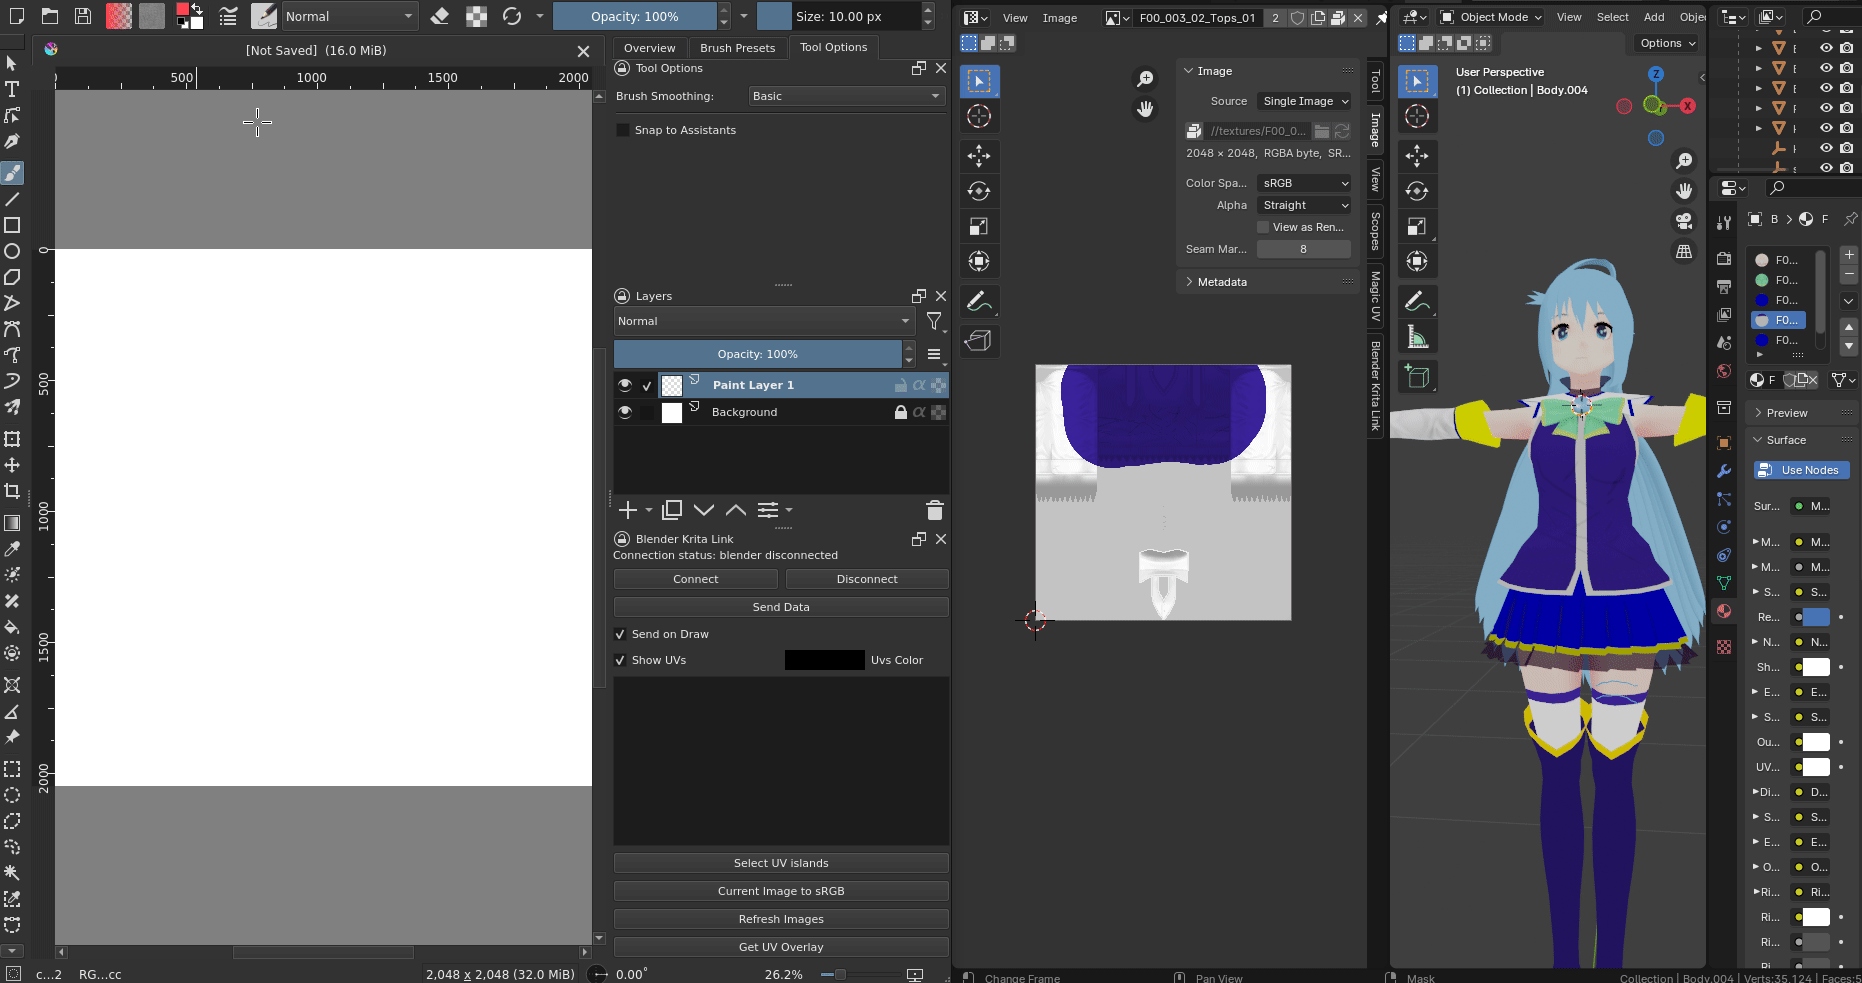 Normal
Opacity: 100%
Size: 10.00 px
[Not Saved] (16.0 MiB)
500
1000
1500
2000
0
500
1000
1500
2000
c...2
RG...cc
2,048 x 2,048 (32.0 MiB)
0.00°
26.2%
Overview
Brush Presets
Tool Options
Tool Options
Brush Smoothing:
Basic
Snap to Assistants
Layers
Normal
Opacity: 100%
Paint Layer 1
Background
Blender Krita Link
Connection status: blender disconnected
Connect
Disconnect
Send Data
Send on Draw
Show UVs
Uvs Color
Select UV islands
Current Image to sRGB
Refresh Images
Get UV Overlay
View
Image
F00_003_02_Tops_01
2
Image
Source
Single Image
//textures/F00_0...
2048 × 2048, RGBA byte, SR...
Color Spa...
sRGB
Alpha
Straight
View as Ren...
Seam Mar...
8
Metadata
Tool
Image
View
Scopes
Magic UV
Blender Krita Link
Change Frame
Pan View
Mask
Object Mode
View
Select
Add
Objec
Options
User Perspective
(1) Collection | Body.004
Z
X
B
F
F0...
F0...
F0...
F0...
F0...
F
Preview
Surface
Use Nodes
Sur...
M...
M...
M...
M...
M...
S...
S...
Re...
N...
N...
Sh...
E...
E...
S...
S...
Ou...
UV...
Di...
D...
S...
S...
E...
E...
O...
O...
Ri...
Ri...
Ri...
Ri...
Collection | Body.004 | Verts:35,124 | Faces:5